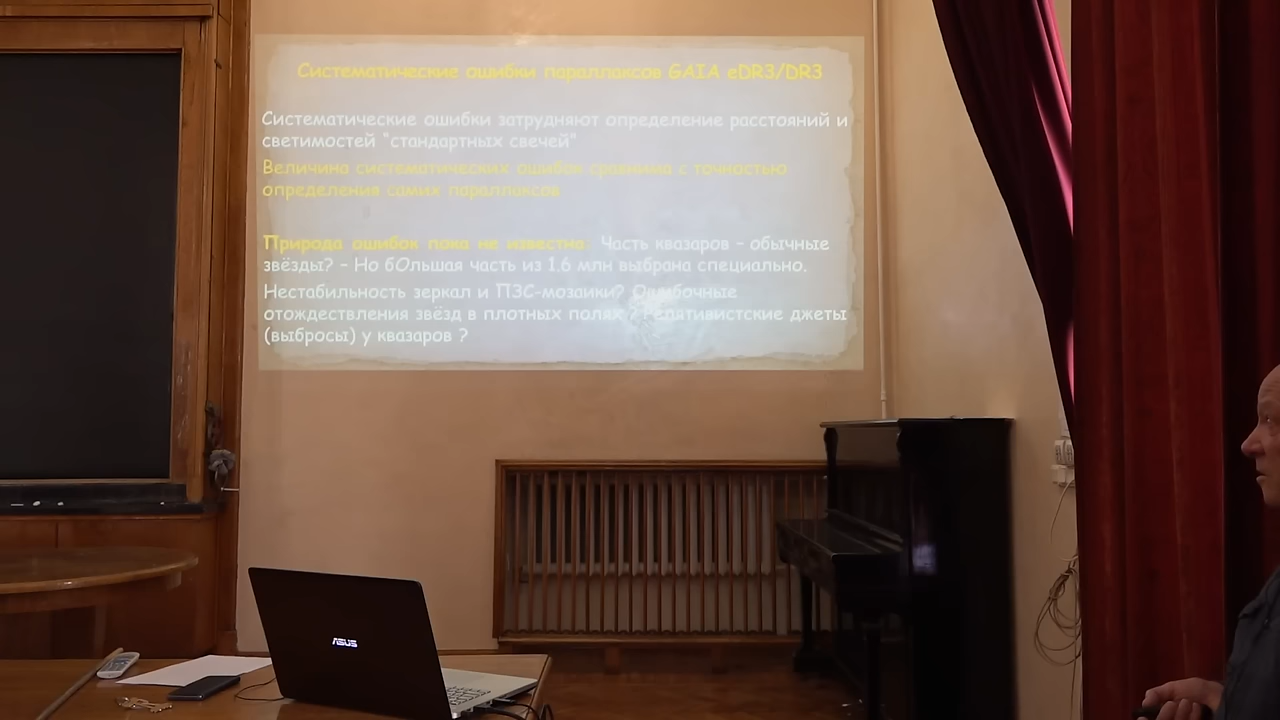 Систематические ошибки параллаксов GAIA eDR3/DR3
Систематические ошибки затрудняют определение расстояний и
светимостей "стандартных свечей"
Величина систематических ошибок сравнима с точностью
определения самих параллаксов
Природа ошибок пока не известна: Часть квазаров - обычные
звёзды? - Но бОльшая часть из 1.6 млн выбрана специально.
Нестабильность зеркал и ПЗС-мозаики? Ошибочные
отождествления звёзд в плотных полях ? Релятивистские джеты
(выбросы) у квазаров ?
ASUS